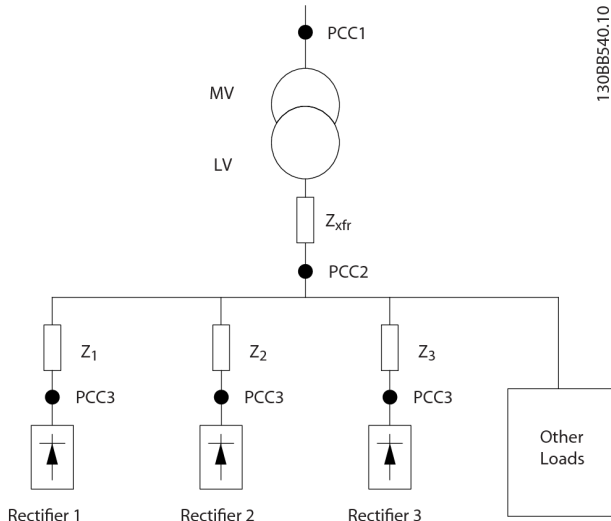 PCC1
130BB540.10
MV
LV
Zxfr
PCC2
Z1
Z2
Z3
PCC3
PCC3
PCC3
Other
Loads
Rectifier 1
Rectifier 2
Rectifier 3